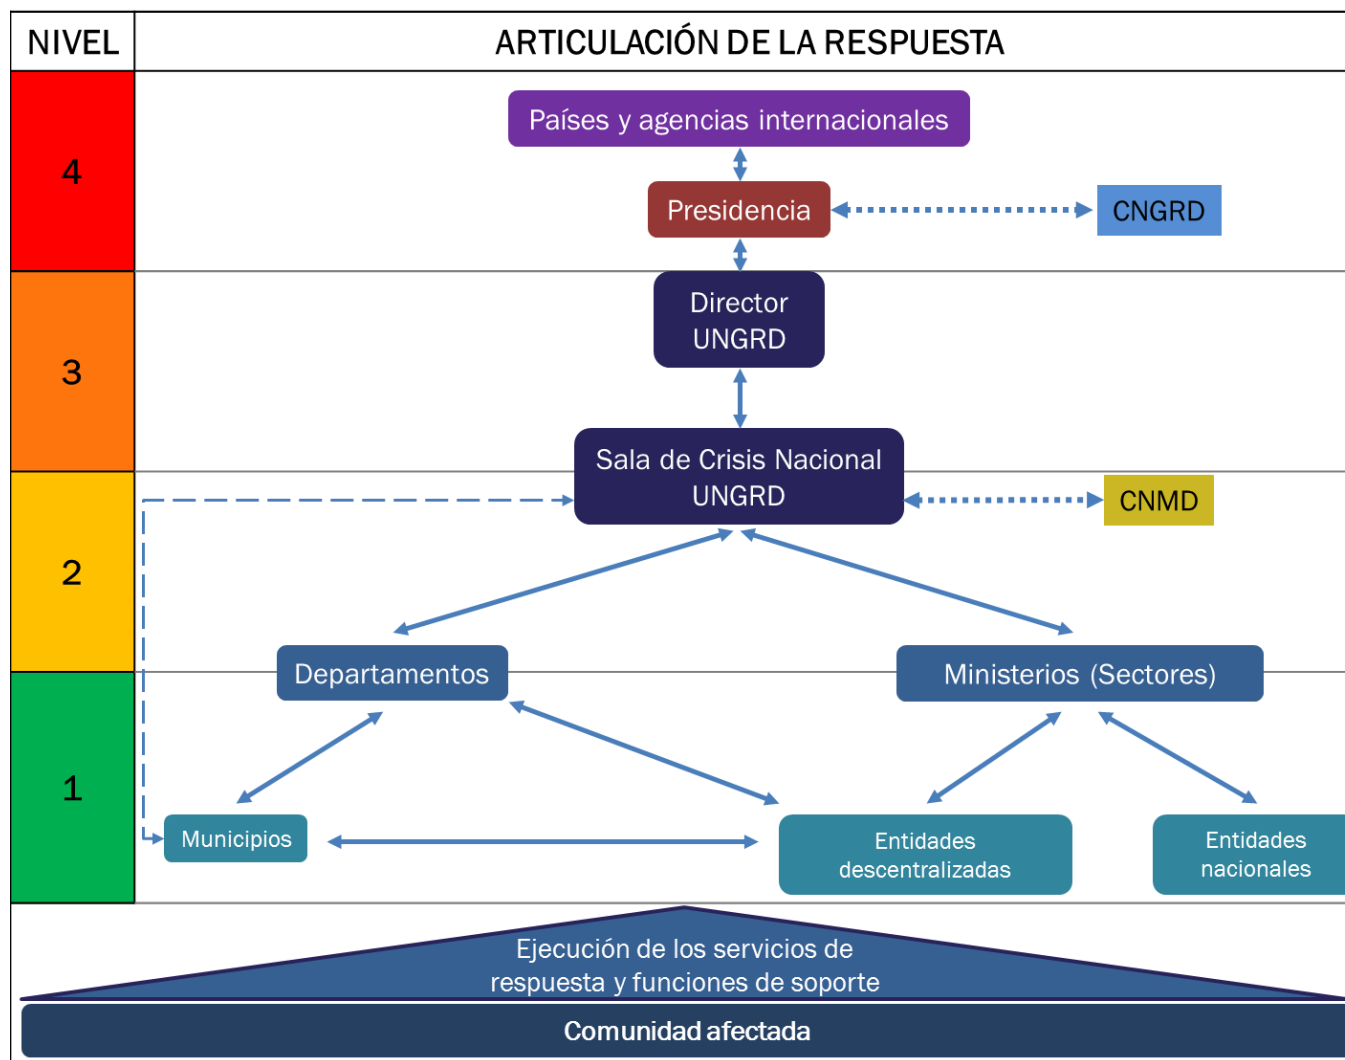 NIVEL
ARTICULACIÓN DE LA RESPUESTA
4
Países y agencias internacionales
Presidencia
CNGRD
3
Director
UNGRD
Sala de Crisis Nacional
UNGRD
CNMD
2
Departamentos
Ministerios (Sectores)
1
Municipios
Entidades
descentralizadas
Entidades
nacionales
Ejecución de los servicios de
respuesta y funciones de soporte
Comunidad afectada